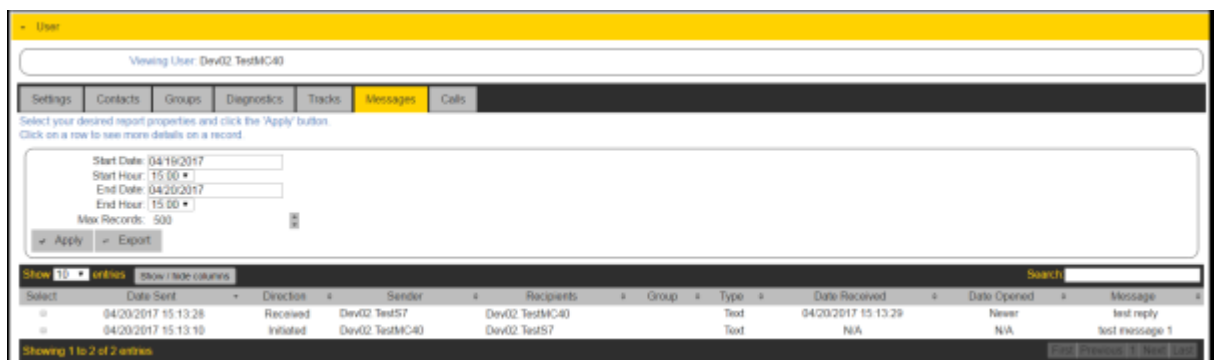 User
Viewing User: Dev02.TestMC40
Settings Contacts Groups Diagnostics Tracks Messages Calls
Select your desired report properties and click the 'Apply' button.
Click on a row to see more details on a record.
Start Date: 04/19/2017
Start Hour: 15:00
End Date: 04/20/2017
End Hour: 15:00
Max Records: 500
Apply Export
Show 10 entries Show / hide columns Search:
Select Date Sent Direction Sender Recipients Group Type Date Received Date Opened Message
04/20/2017 15:13:28 Received Dev02.TestS7 Dev02.TestMC40 Text 04/20/2017 15:13:29 Never test reply
04/20/2017 15:13:10 Initiated Dev02.TestMC40 Dev02.TestS7 Text N/A N/A test message 1
Showing 1 to 2 of 2 entries First Previous 1 Next Last